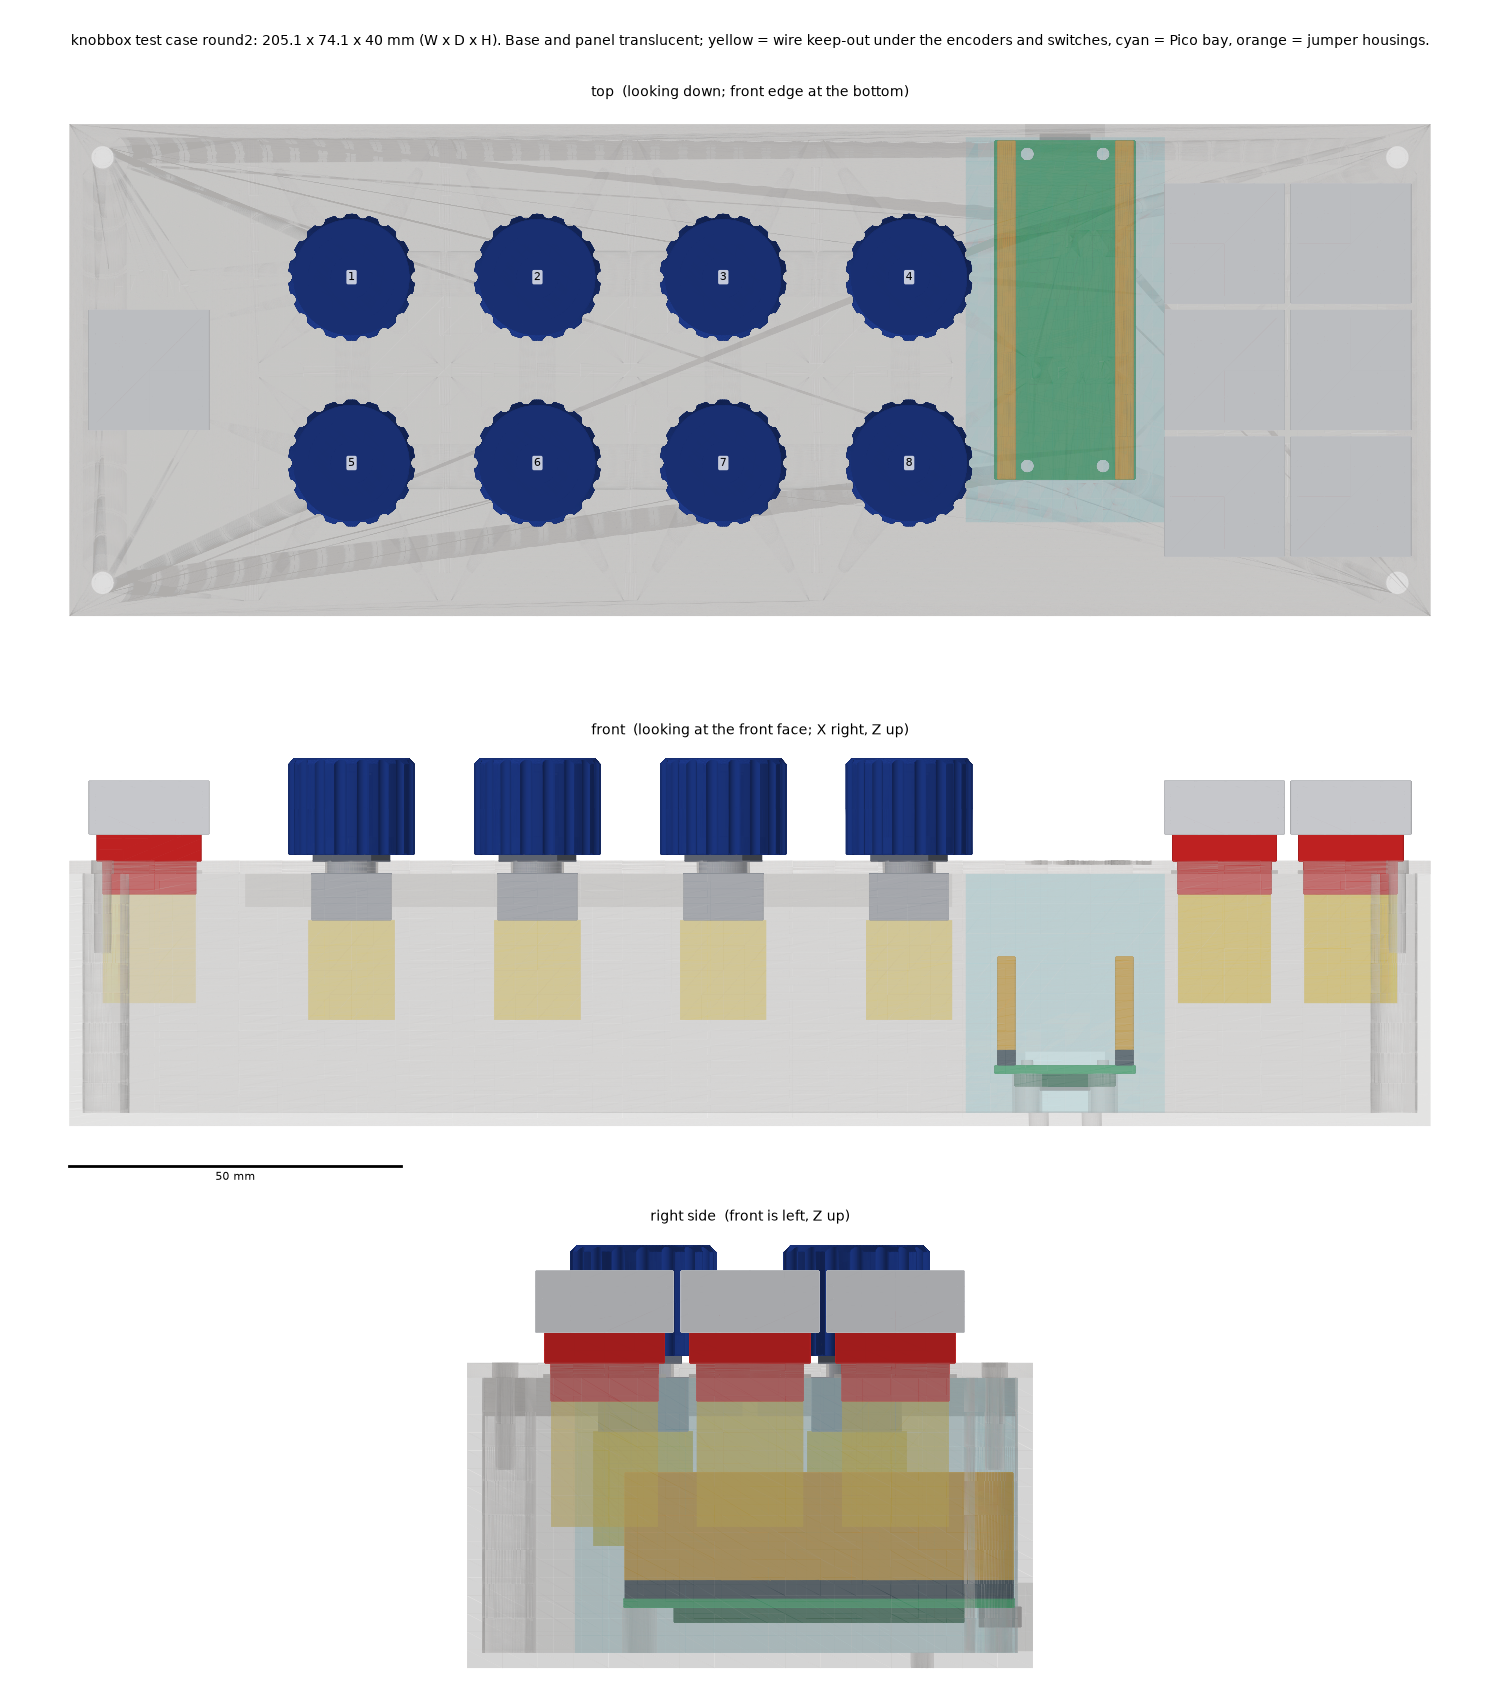 knobbox test case round2: 205.1 x 74.1 x 40 mm (W x D x H). Base and panel translucent; yellow = wire keep-out under the encoders and switches, cyan = Pico bay, orange = jumper housings.
top  (looking down; front edge at the bottom)
1 2 3 4
5 6 7 8
front  (looking at the front face; X right, Z up)
50 mm
right side  (front is left, Z up)